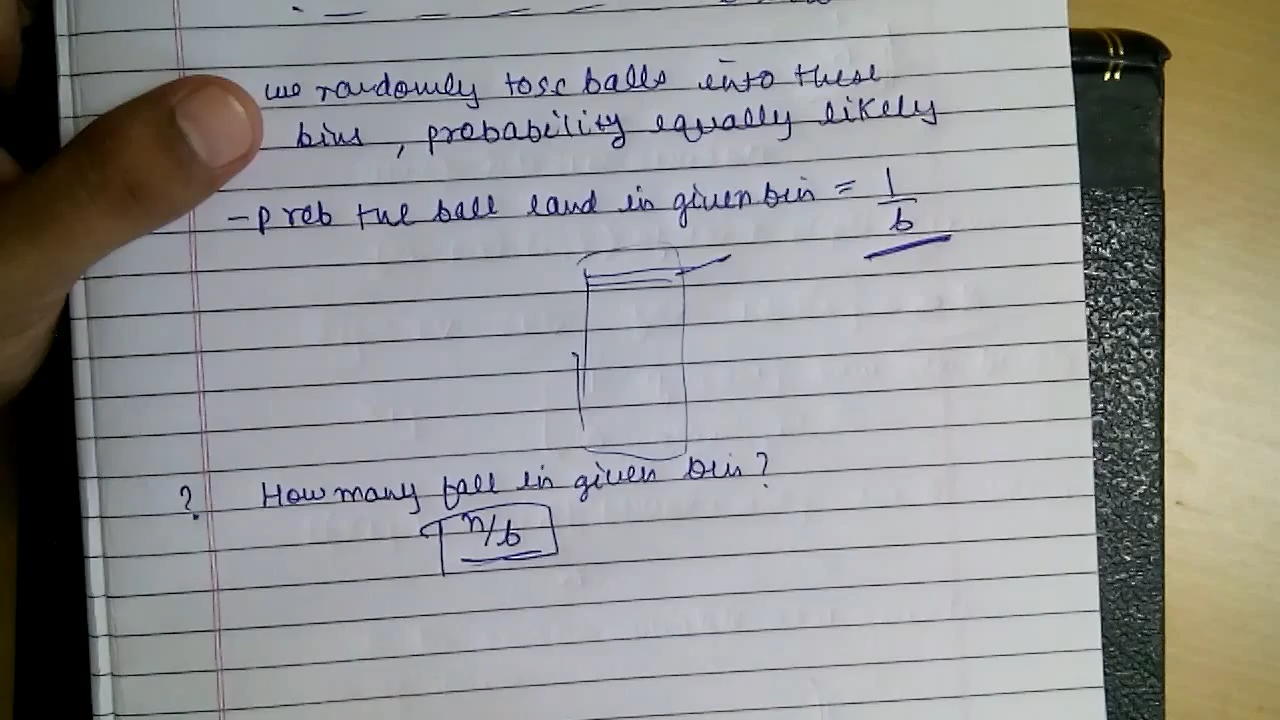 we randomly toss balls into these
bins, probability equally likely
- prob the ball land in given bin = 1/b
? How many fall in given bin?
n/b